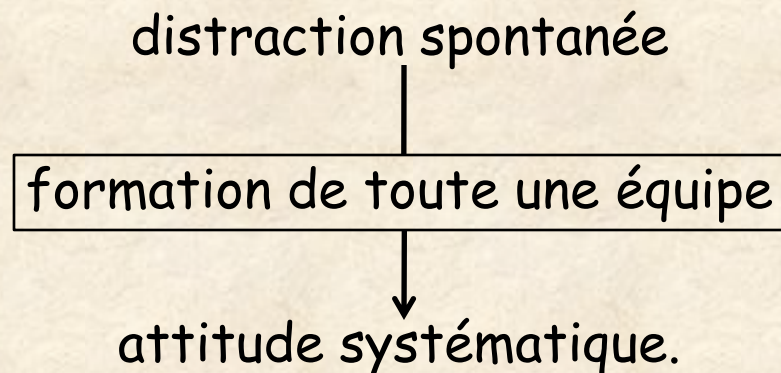 distraction spontanée
formation de toute une équipe
attitude systématique.